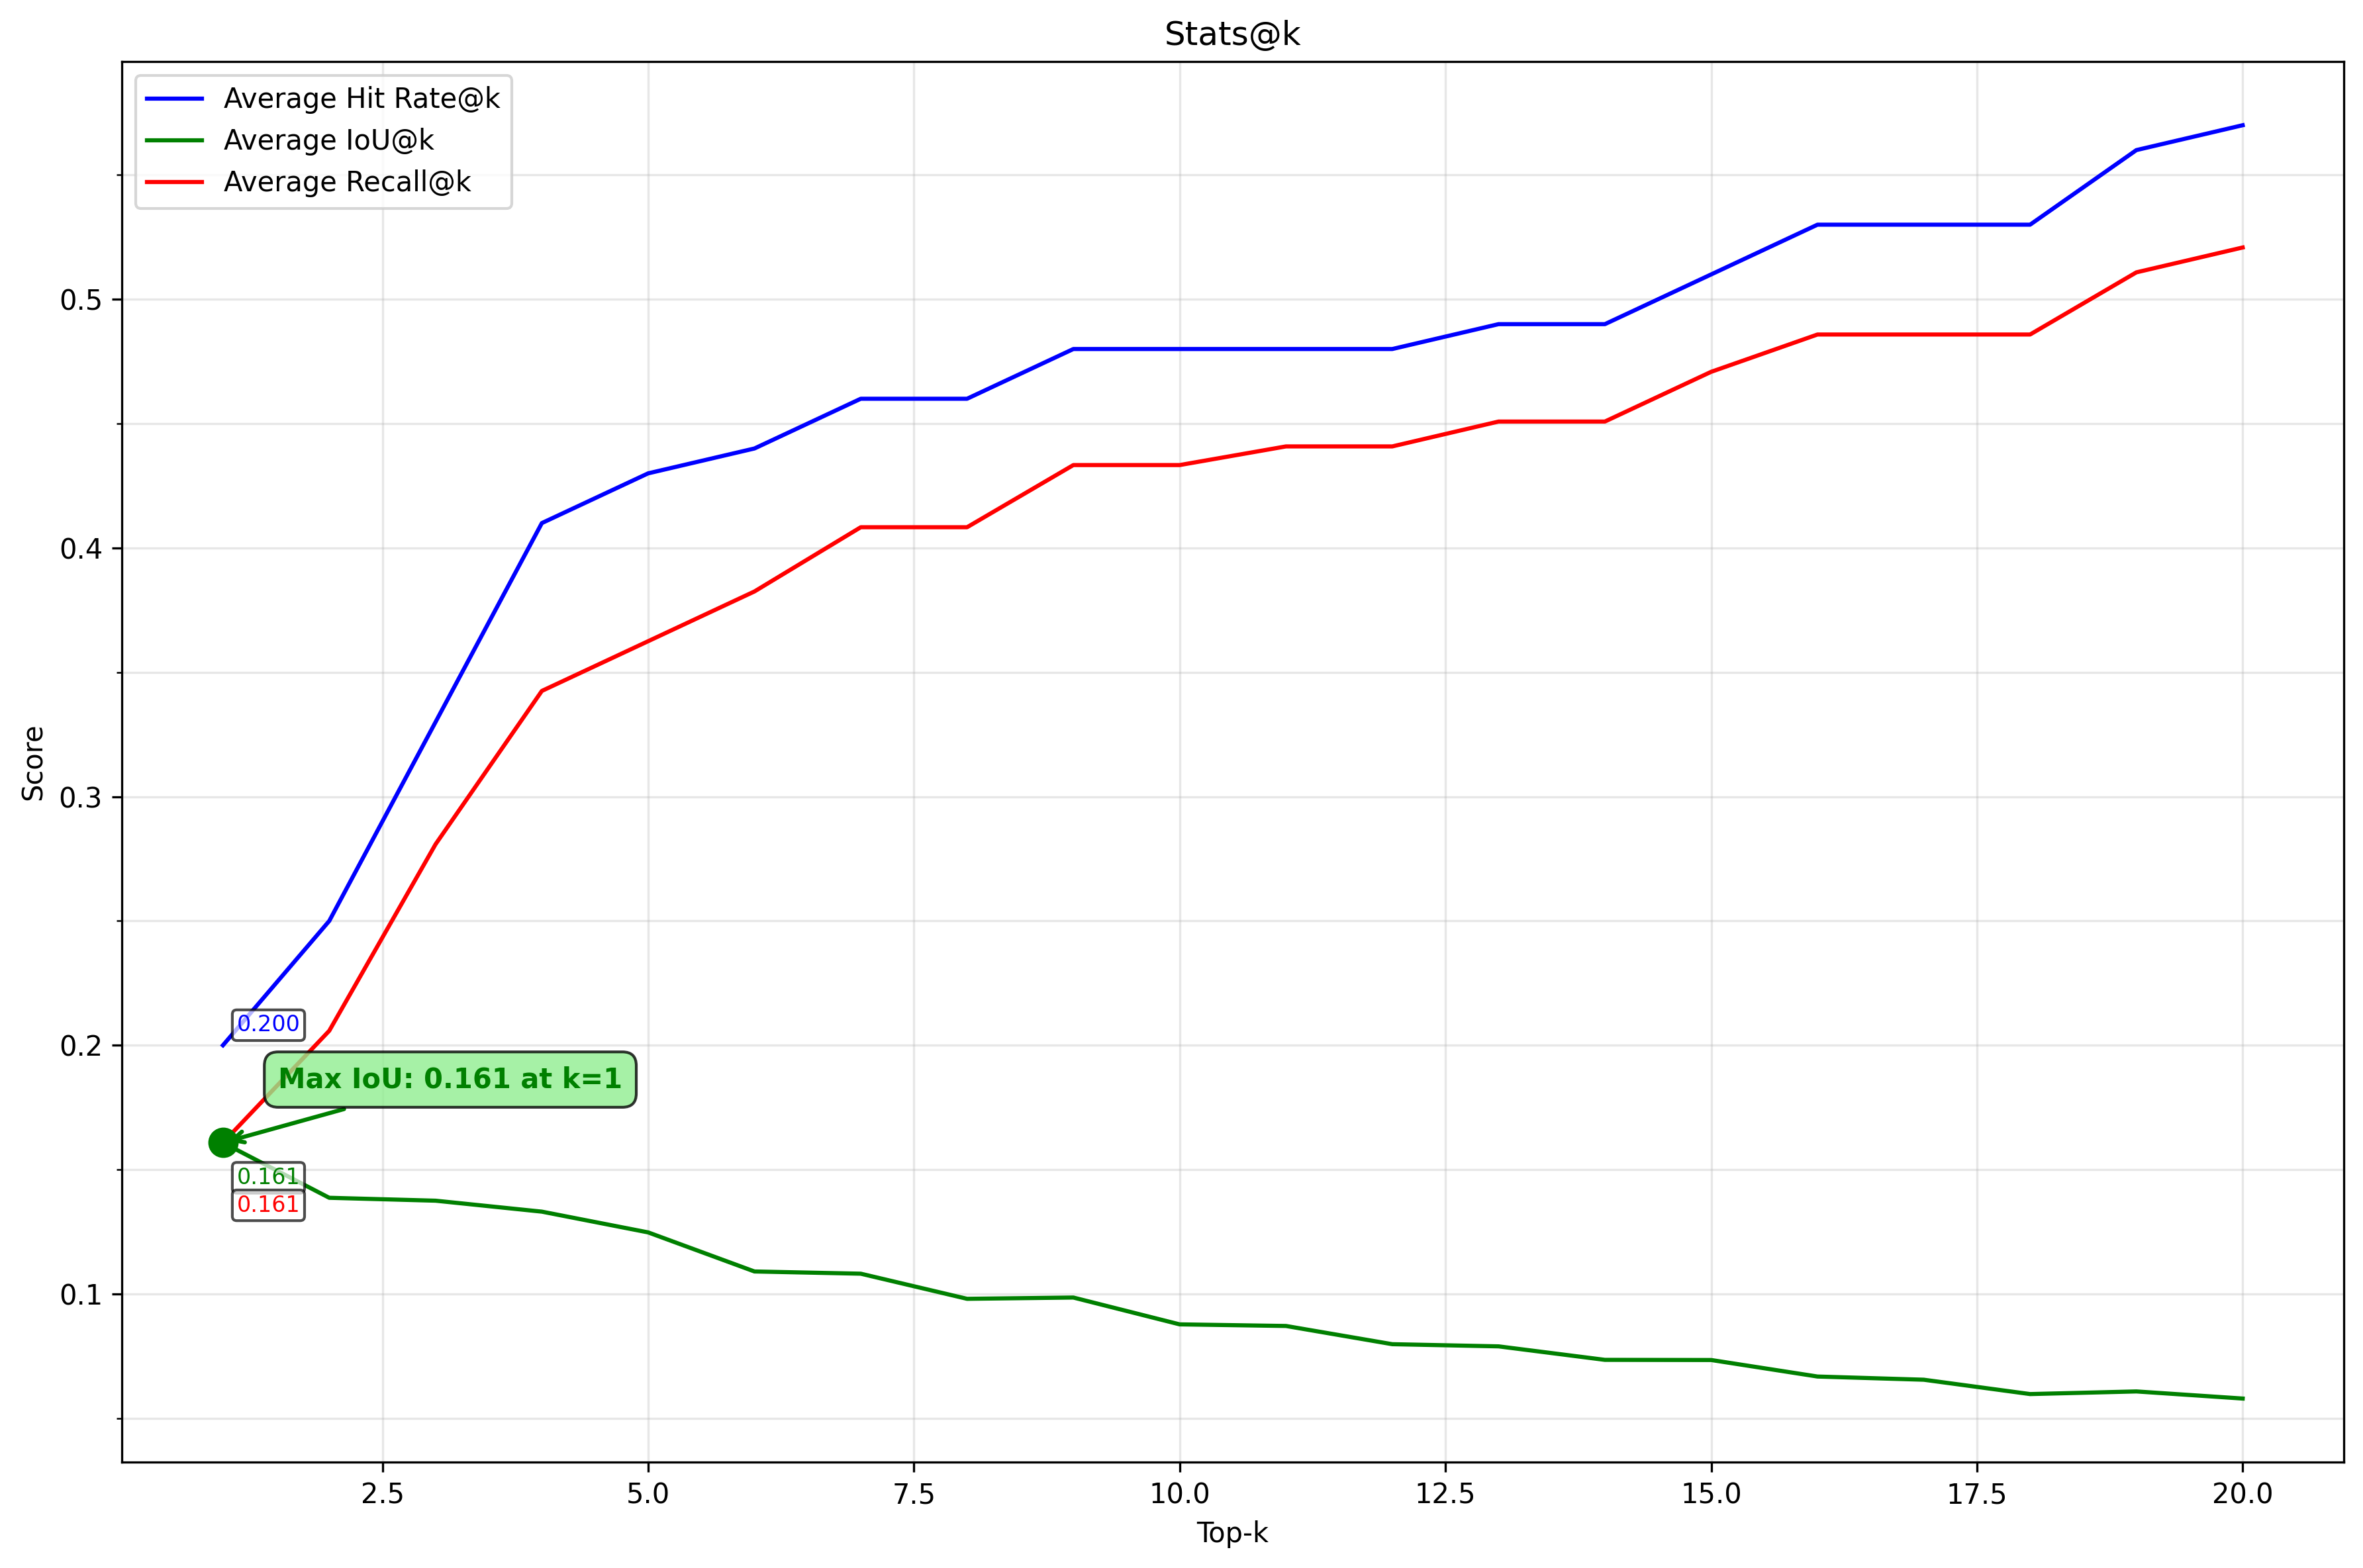 Stats@k
Average Hit Rate@k
Average IoU@k
Average Recall@k
Score
0.5
0.4
0.3
0.2
0.1
0.200
Max IoU: 0.161 at k=1
0.161
0.161
2.5
5.0
7.5
10.0
12.5
15.0
17.5
20.0
Top-k